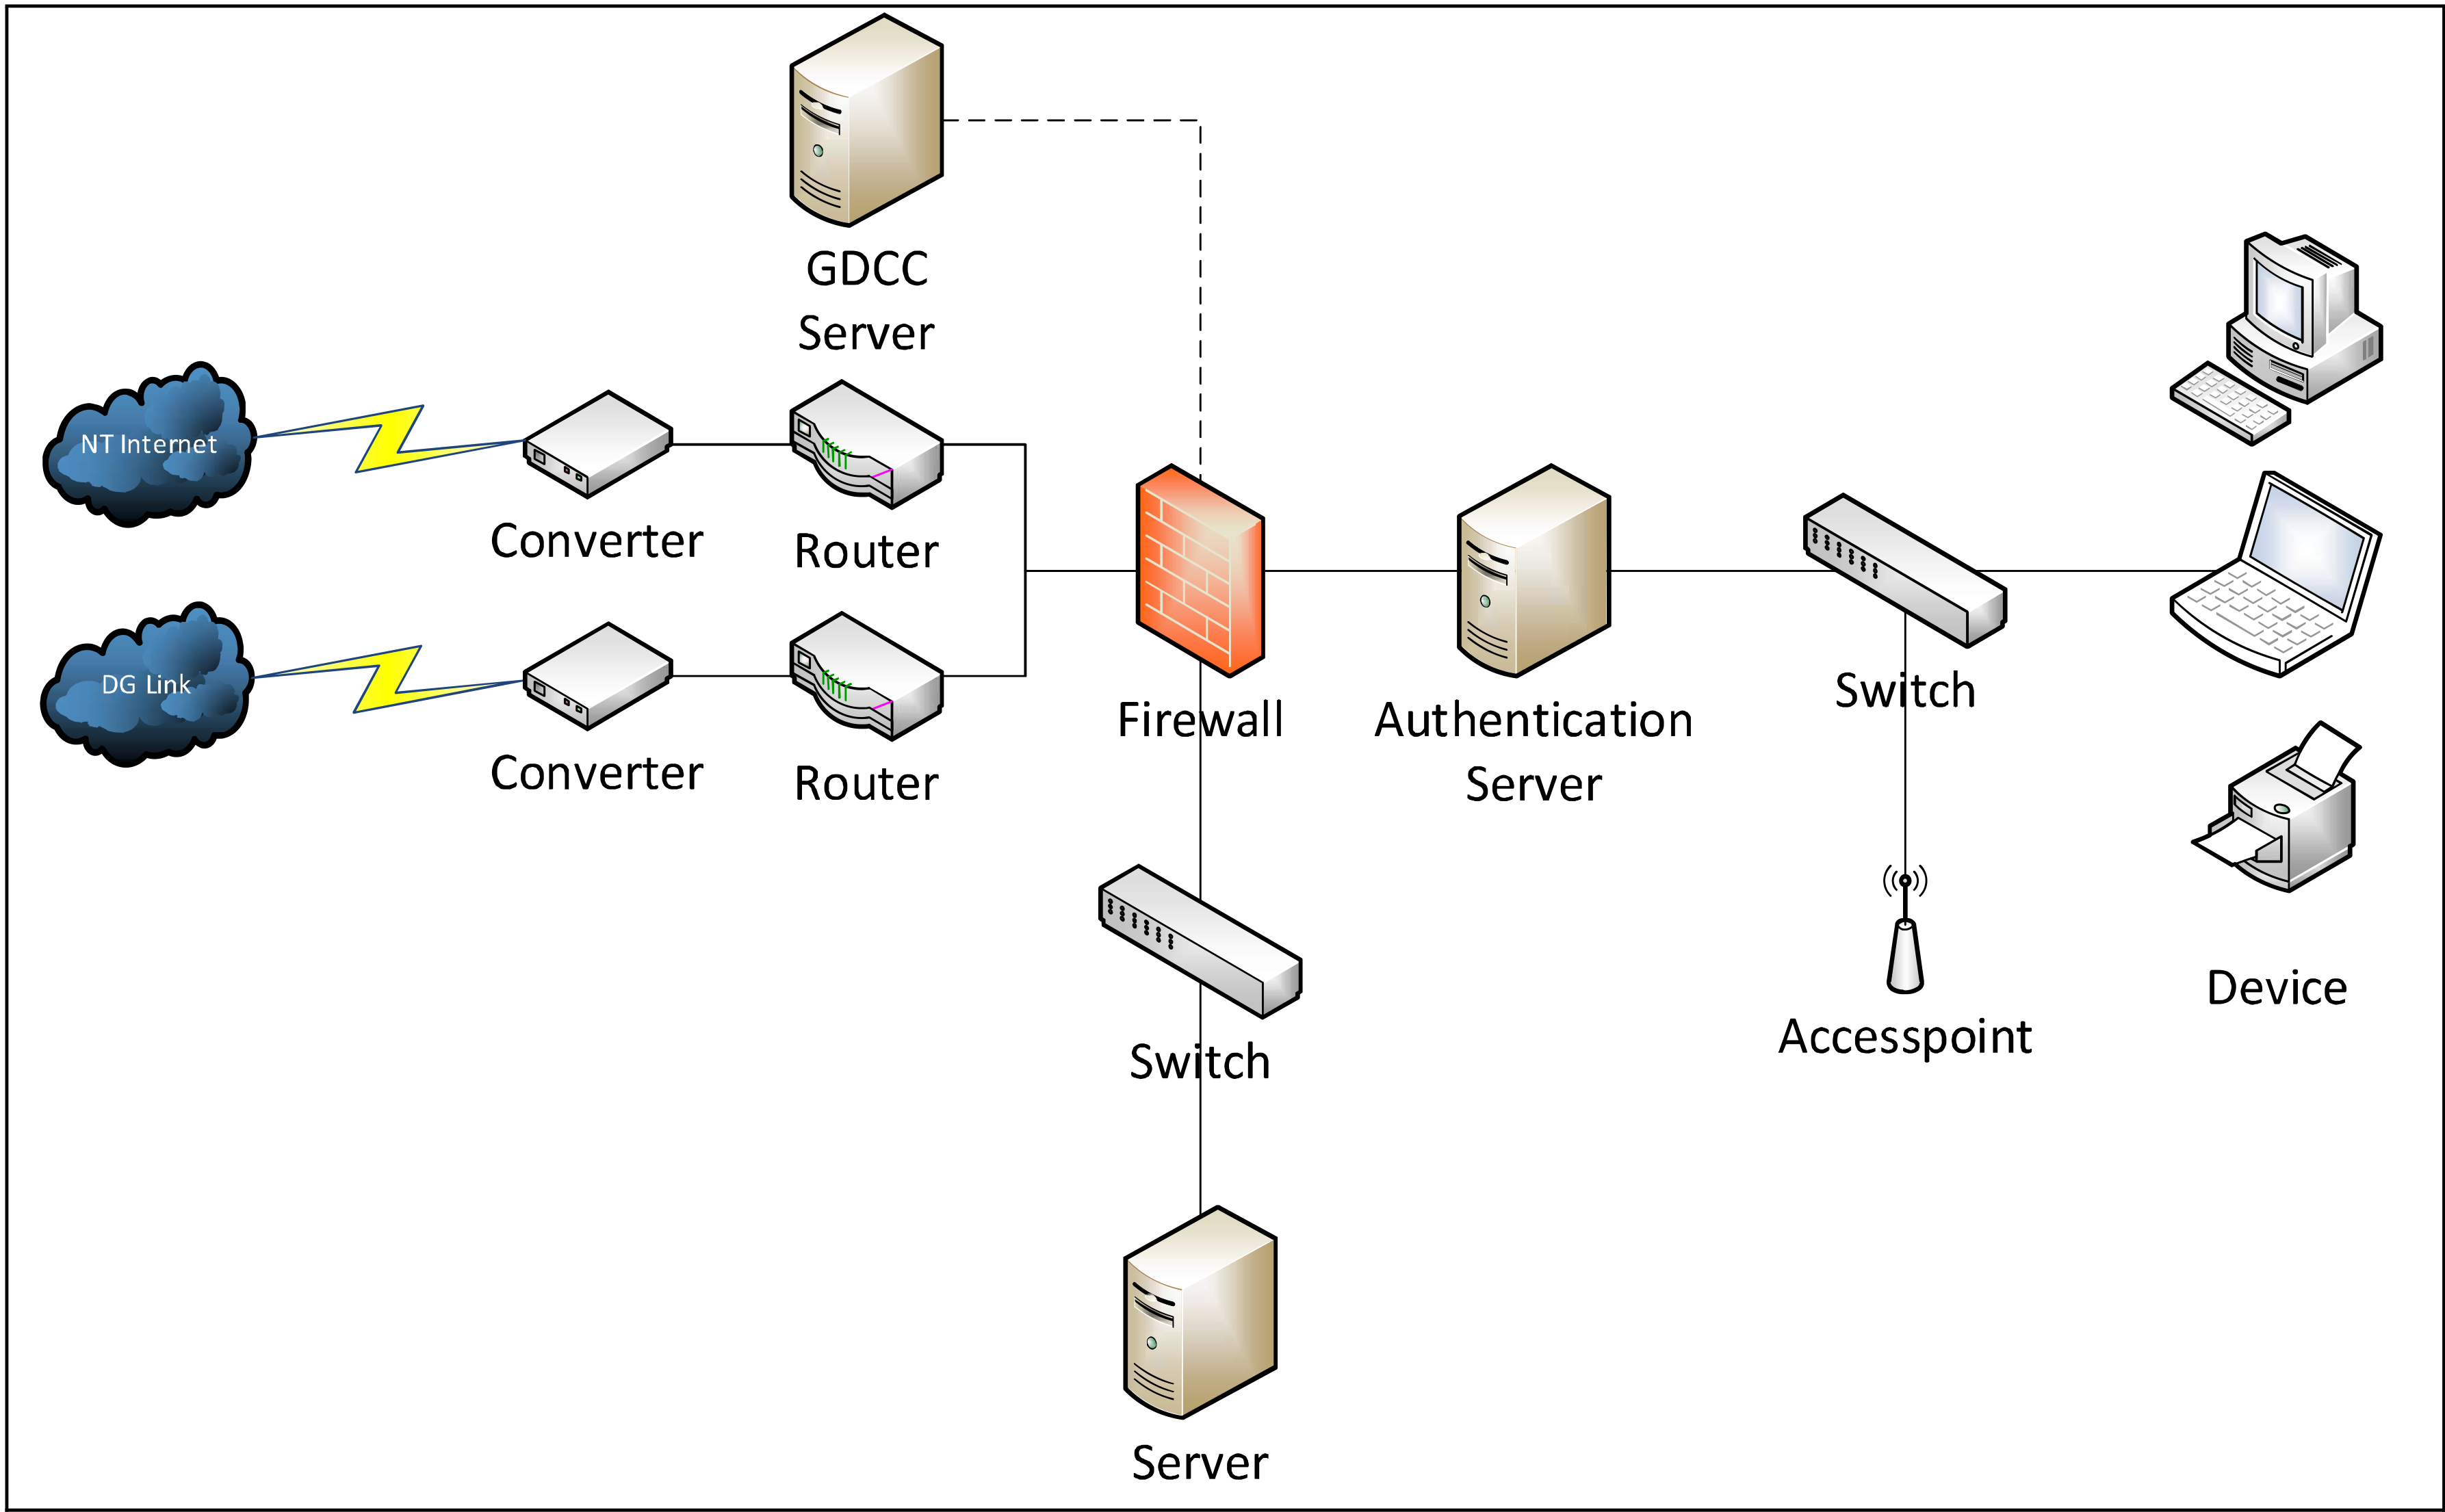 GDCC
Server
NT Internet
Converter
Router
DG Link
Converter
Router
Firewall
Authentication
Server
Switch
Switch
Accesspoint
Device
Server